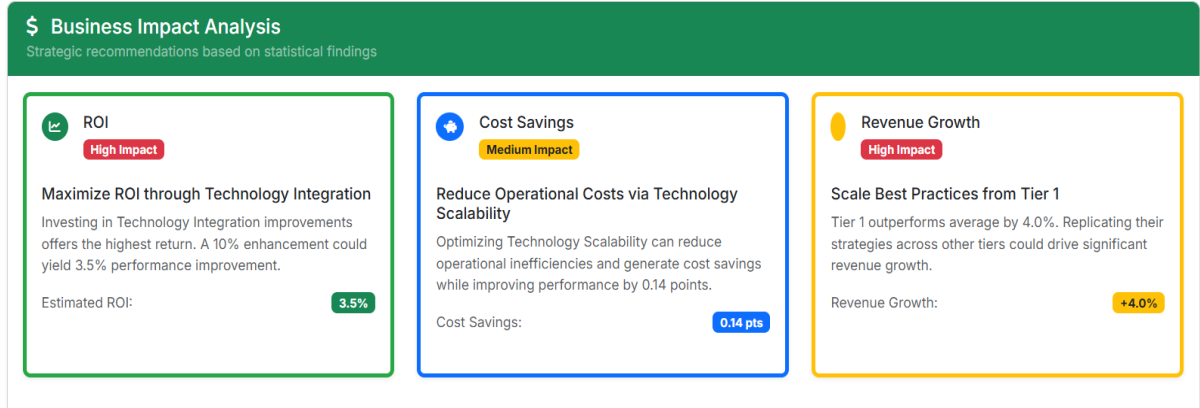 $ Business Impact Analysis
Strategic recommendations based on statistical findings
ROI
High Impact
Maximize ROI through Technology Integration
Investing in Technology Integration improvements
offers the highest return. A 10% enhancement could
yield 3.5% performance improvement.
Estimated ROI:
3.5%
Cost Savings
Medium Impact
Reduce Operational Costs via Technology
Scalability
Optimizing Technology Scalability can reduce
operational inefficiencies and generate cost savings
while improving performance by 0.14 points.
Cost Savings:
0.14 pts
Revenue Growth
High Impact
Scale Best Practices from Tier 1
Tier 1 outperforms average by 4.0%. Replicating their
strategies across other tiers could drive significant
revenue growth.
Revenue Growth:
+4.0%